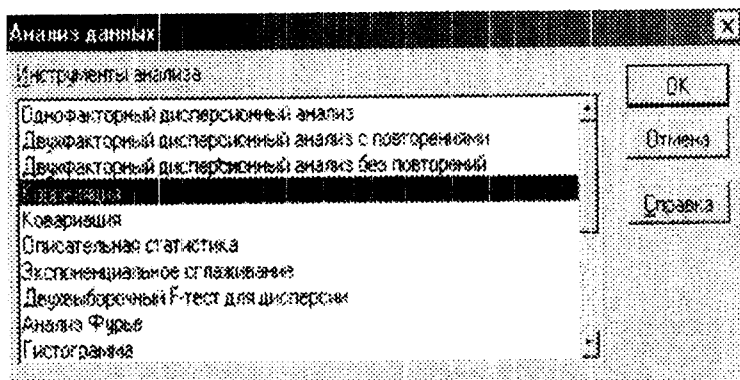 Анализ данных
Инструменты анализа
OK
Однофакторный дисперсионный анализ
Двухфакторный дисперсионный анализ с повторениями
Отмена
Двухфакторный дисперсионный анализ без повторений
Справка
Ковариация
Описательная статистика
Экспоненциальное сглаживание
Двухвыборочный F-тест для дисперсии
Анализ Фурье
Гистограмма